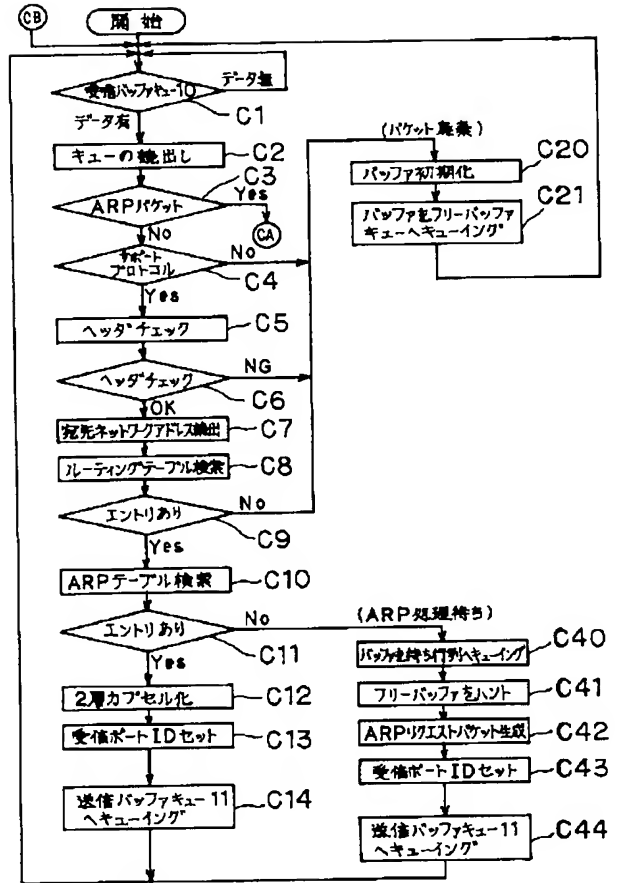 CB
開始
受信バッファキュー10
データ無
C1
データ有
キューの読出し
C2
C3
ARPパケット
Yes
CA
No
サポート
プロトコル
No
C4
Yes
ヘッダチェック
C5
ヘッダチェック
NG
C6
OK
宛先ネットワークアドレス抽出
C7
ルーティングテーブル検索
C8
エントリあり
No
C9
Yes
ARPテーブル検索
C10
エントリあり
No
C11
Yes
2層カプセル化
C12
受信ポートIDセット
C13
送信バッファキュー11
へキューイング
C14
(パケット廃棄)
バッファ初期化
C20
バッファをフリーバッファ
キューへキューイング
C21
(ARP処理待ち)
バッファを待ち行列へキューイング
C40
フリーバッファをハント
C41
ARPリクエストパケット生成
C42
受信ポートIDセット
C43
送信バッファキュー11
へキューイング
C44